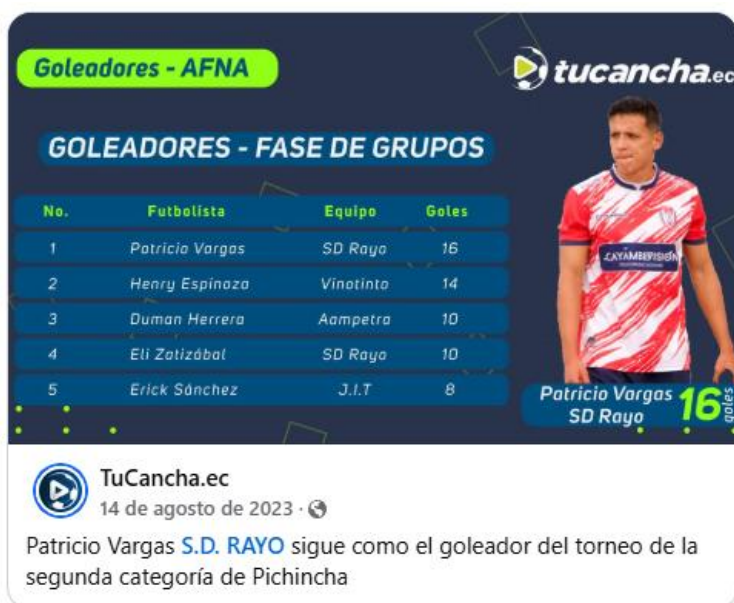 Goleadores - AFNA
tucancha.ec
GOLEADORES - FASE DE GRUPOS
No. Futbolista Equipo Goles
1 Patricio Vargas SD Rayo 16
2 Henry Espinoza Vinotinto 14
3 Duman Herrera Aampetra 10
4 Eli Zatizábal SD Rayo 10
5 Erick Sánchez J.I.T 8
CAYAMBEVISIÓN
Patricio Vargas 16 goles
SD Rayo
TuCancha.ec
14 de agosto de 2023 ·
Patricio Vargas S.D. RAYO sigue como el goleador del torneo de la
segunda categoría de Pichincha